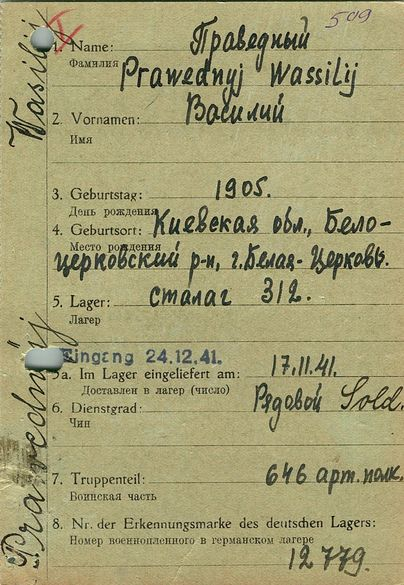 509
1. Name: Праведный
Фамилия
Prawednyj Wassilij
2. Vornamen: Василий
Имя
3. Geburtstag: 1905.
День рождения
4. Geburtsort: Киевская обл., Бело-
Место рождения
церковский р-н, г. Белая-Церковь.
5. Lager: сталаг 312.
Лагер
Eingang 24.12.41.
5a. Im Lager eingeliefert am: 17.11.41.
Доставлен в лагер (число)
6. Dienstgrad: Рядовой Sold.
Чин
7. Truppenteil: 646 арт. полк.
Воинская часть
8. Nr. der Erkennungsmarke des deutschen Lagers:
Номер военнопленного в германском лагере
12779.
Prawednyj Wasilij